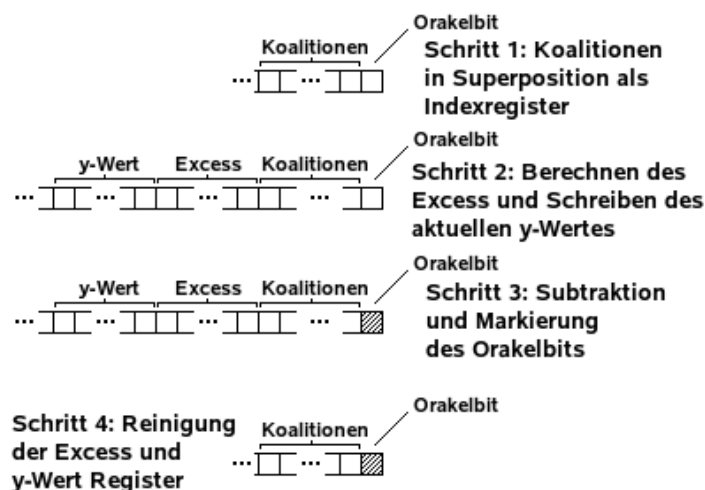 Orakelbit
Koalitionen
Schritt 1: Koalitionen
in Superposition als
Indexregister
...
...
Orakelbit
y-Wert Excess Koalitionen
Schritt 2: Berechnen des
Excess und Schreiben des
aktuellen y-Wertes
... ... ... ...
Orakelbit
y-Wert Excess Koalitionen
Schritt 3: Subtraktion
und Markierung
des Orakelbits
... ... ... ...
Orakelbit
Schritt 4: Reinigung
der Excess und
y-Wert Register
Koalitionen
... ...